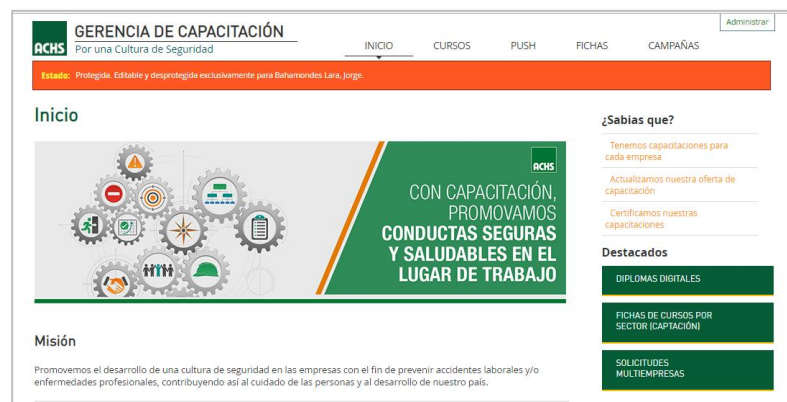 Administrar
ACHS
GERENCIA DE CAPACITACIÓN
Por una Cultura de Seguridad
INICIO CURSOS PUSH FICHAS CAMPAÑAS
Estado: Protegida. Editable y desprotegida exclusivamente para Bahamondes Lara, Jorge.
Inicio
ACHS
CON CAPACITACIÓN,
PROMOVAMOS
CONDUCTAS SEGURAS
Y SALUDABLES EN EL
LUGAR DE TRABAJO
Misión
Promovemos el desarrollo de una cultura de seguridad en las empresas con el fin de prevenir accidentes laborales y/o
enfermedades profesionales, contribuyendo así al cuidado de las personas y al desarrollo de nuestro país.
¿Sabias que?
Tenemos capacitaciones para
cada empresa
Actualizamos nuestra oferta de
capacitación
Certificamos nuestras
capacitaciones
Destacados
DIPLOMAS DIGITALES
FICHAS DE CURSOS POR
SECTOR (CAPTACIÓN)
SOLICITUDES
MULTIEMPRESAS